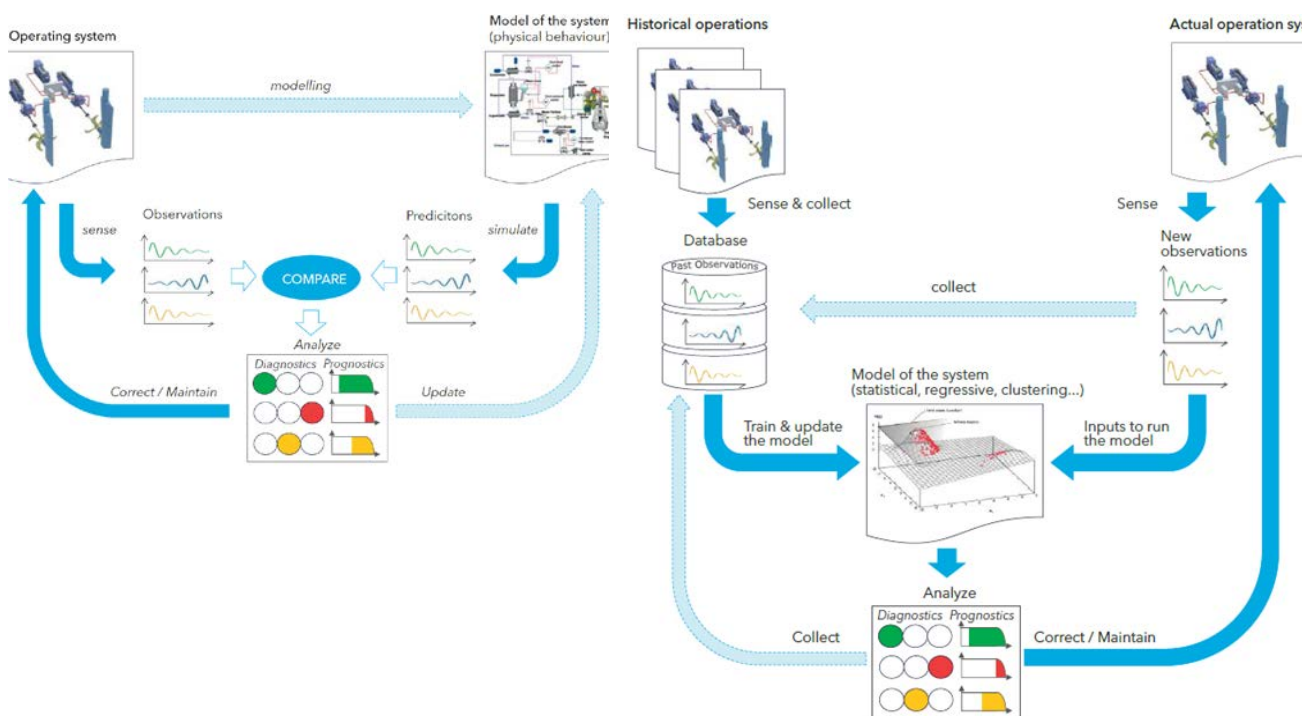 Operating system
Model of the system
(physical behaviour)
modelling
Observations
Predicitons
sense
simulate
COMPARE
Analyze
Diagnostics Prognostics
Correct / Maintain
Update
Historical operations
Actual operation sy
Sense & collect
Sense
Database
New
observations
Past Observations
collect
Model of the system
(statistical, regressive, clustering...)
Train & update
the model
Inputs to run
the model
Analyze
Diagnostics Prognostics
Collect
Correct / Maintain